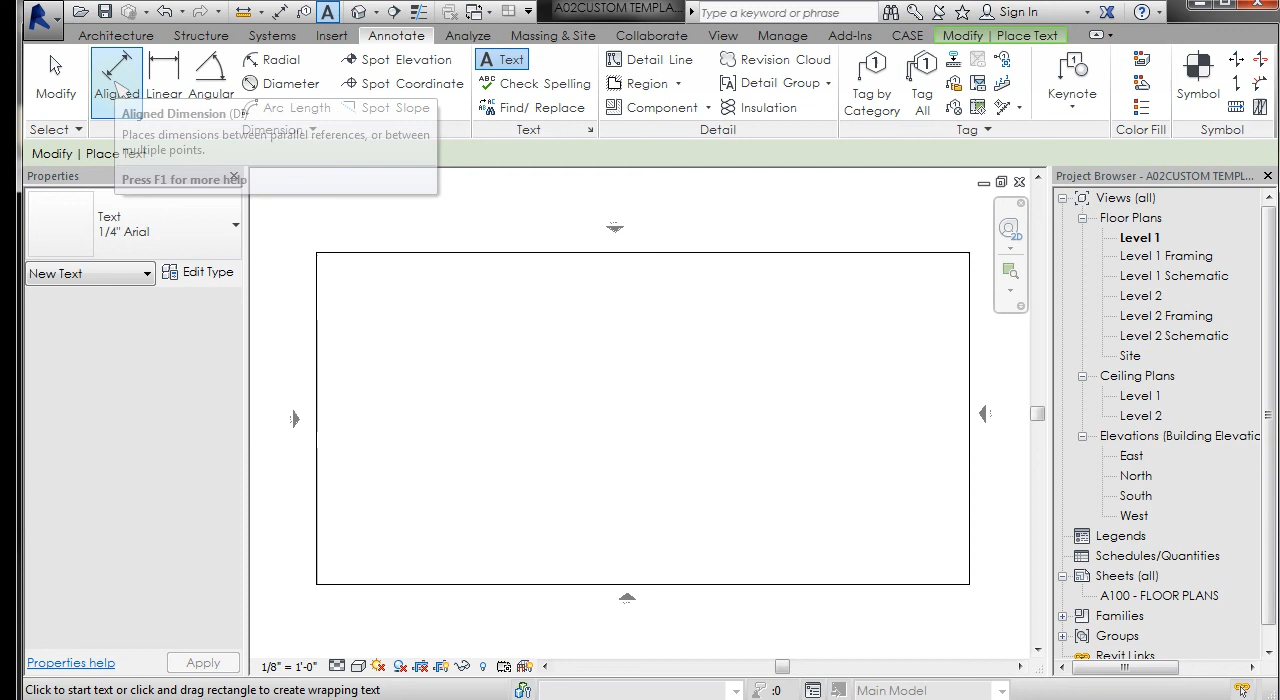 A02CUSTOM TEMPLA...
Type a keyword or phrase
Sign In
Architecture
Structure
Systems
Insert
Annotate
Analyze
Massing & Site
Collaborate
View
Manage
Add-Ins
CASE
Modify | Place Text
Modify
Aligned
Linear
Angular
Radial
Diameter
Arc Length
Spot Elevation
Spot Coordinate
Spot Slope
A Text
ABC Check Spelling
Find/ Replace
Detail Line
Region
Component
Revision Cloud
Detail Group
Insulation
Tag by Category
Tag All
Keynote
Symbol
Select
Dimension
Text
Detail
Tag
Color Fill
Symbol
Aligned Dimension
Places dimensions between parallel references, or between
multiple points.
Press F1 for more help
Modify | Place Text
Properties
Text
1/4" Arial
New Text
Edit Type
Properties help
Apply
2D
Project Browser - A02CUSTOM TEMPL...
Views (all)
Floor Plans
Level 1
Level 1 Framing
Level 1 Schematic
Level 2
Level 2 Framing
Level 2 Schematic
Site
Ceiling Plans
Level 1
Level 2
Elevations (Building Elevatic
East
North
South
West
Legends
Schedules/Quantities
Sheets (all)
A100 - FLOOR PLANS
Families
Groups
Revit Links
1/8" = 1'-0"
Click to start text or click and drag rectangle to create wrapping text
:0
Main Model